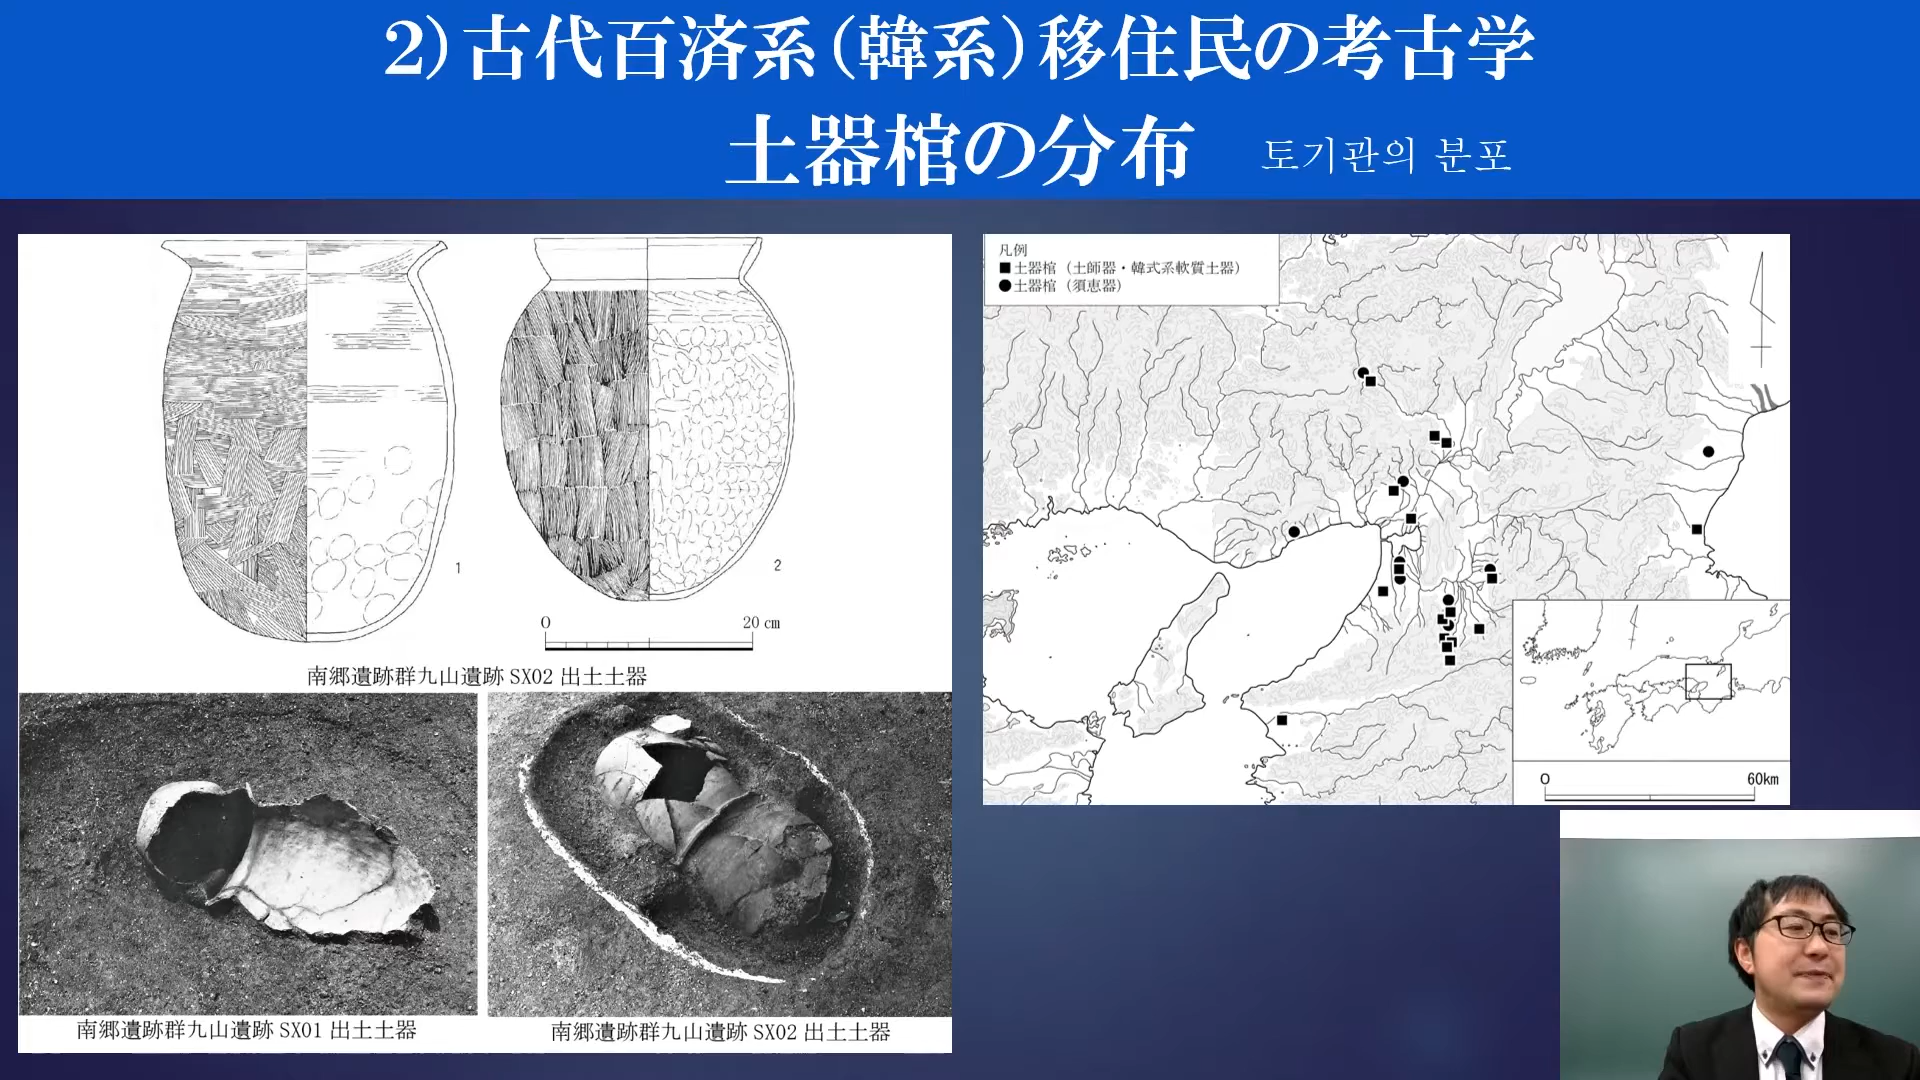 2)古代百済系(韓系)移住民の考古学
土器棺の分布 토기관의 분포
1
2
0 20 cm
南郷遺跡群九山遺跡 SX02 出土土器
南郷遺跡群九山遺跡 SX01 出土土器
南郷遺跡群九山遺跡 SX02 出土土器
凡例
■土器棺(土師器・韓式系軟質土器)
●土器棺(須恵器)
0 60km